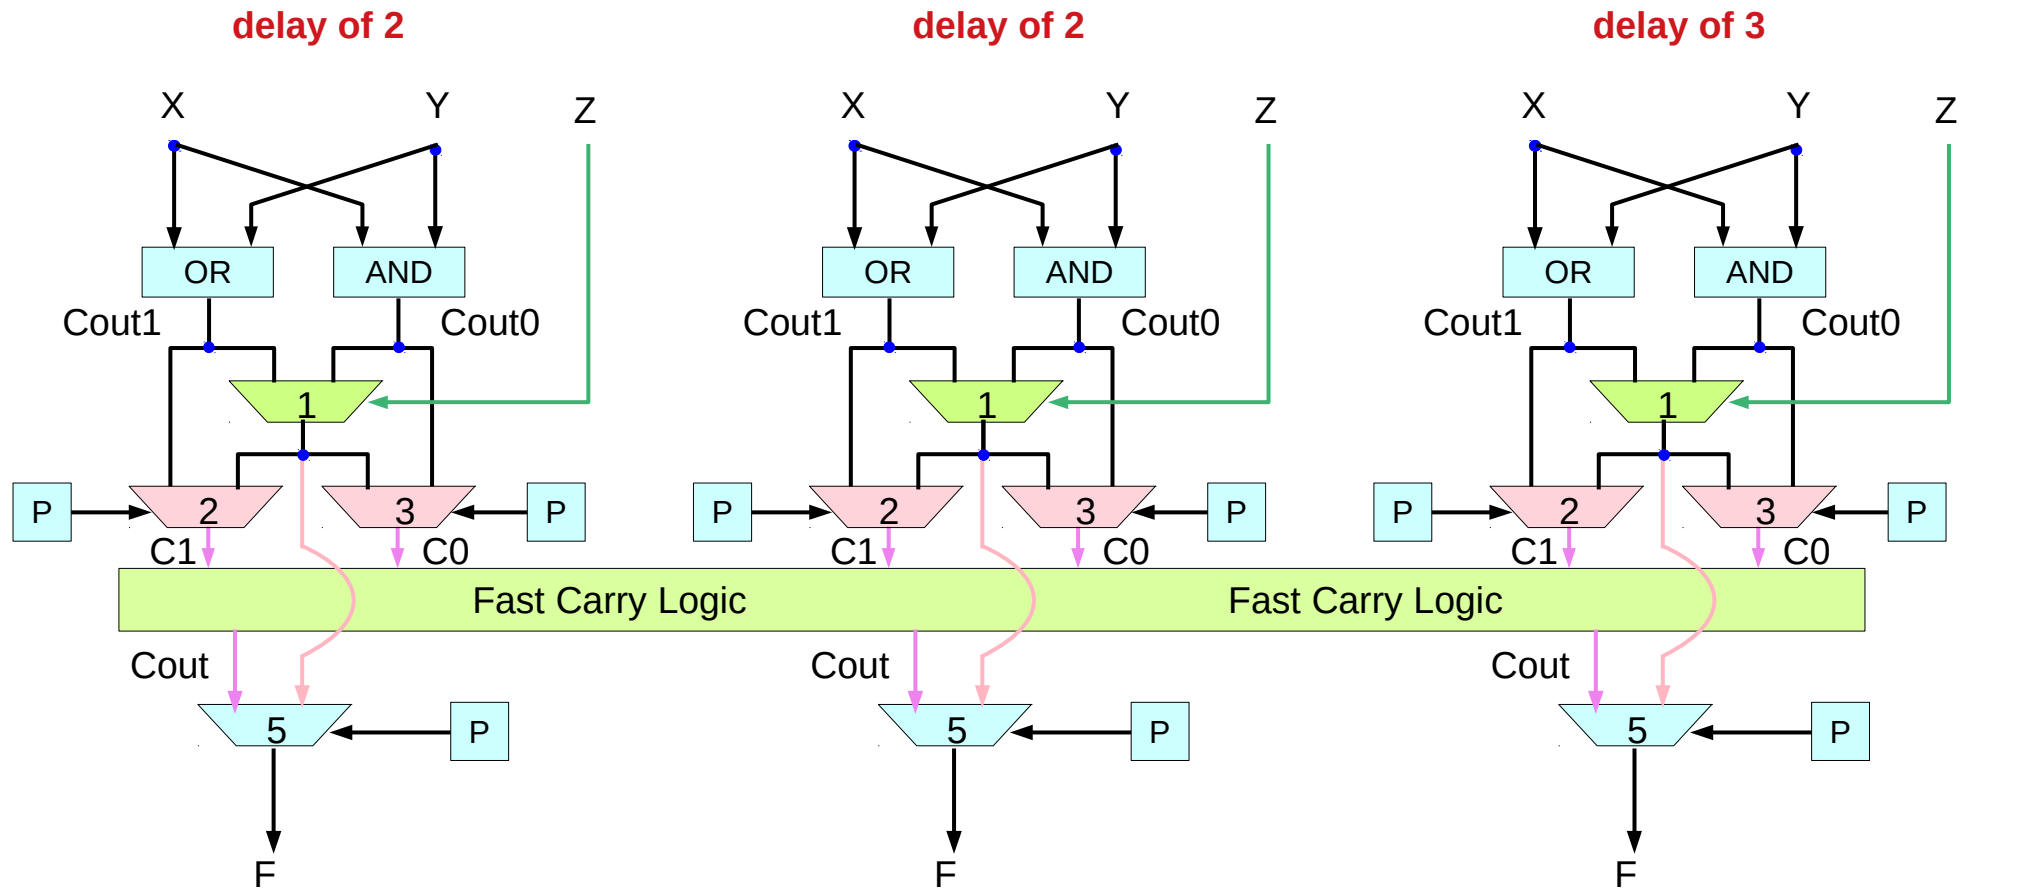 delay of 2 delay of 2 delay of 3
X Y Z X Y Z X Y Z
OR AND OR AND OR AND
Cout1 Cout0 Cout1 Cout0 Cout1 Cout0
1 1 1
P 2 3 P P 2 3 P P 2 3 P
C1 C0 C1 C0 C1 C0
Fast Carry Logic Fast Carry Logic
Cout Cout Cout
5 P 5 P 5 P
F F F